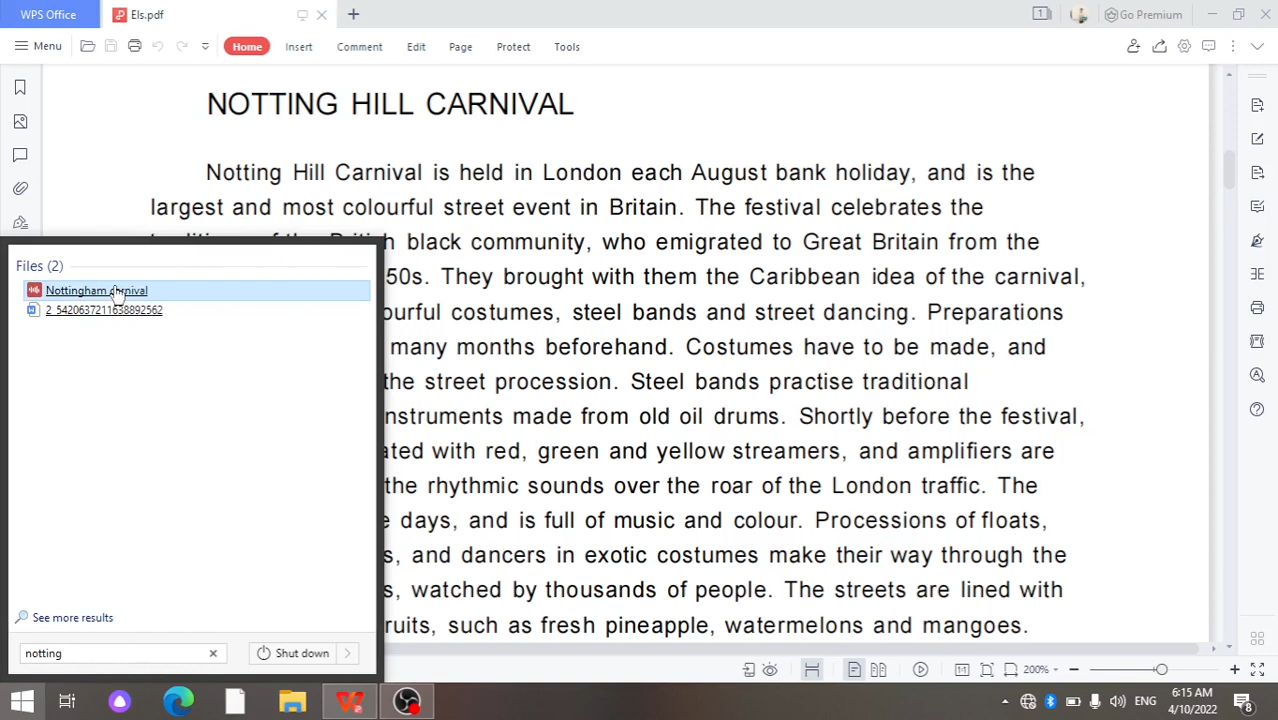 WPS Office
Els.pdf
1
Go Premium
Menu
Home
Insert
Comment
Edit
Page
Protect
Tools
NOTTING HILL CARNIVAL
Notting Hill Carnival is held in London each August bank holiday, and is the
largest and most colourful street event in Britain. The festival celebrates the
black community, who emigrated to Great Britain from the
50s. They brought with them the Caribbean idea of the carnival,
costumes, steel bands and street dancing. Preparations
many months beforehand. Costumes have to be made, and
the street procession. Steel bands practise traditional
instruments made from old oil drums. Shortly before the festival,
with red, green and yellow streamers, and amplifiers are
the rhythmic sounds over the roar of the London traffic. The
days, and is full of music and colour. Processions of floats,
and dancers in exotic costumes make their way through the
watched by thousands of people. The streets are lined with
such as fresh pineapple, watermelons and mangoes.
Files (2)
Nottingham carnival
2_5420637211638892562
See more results
notting
Shut down
200%
ENG
6:15 AM
4/10/2022
8